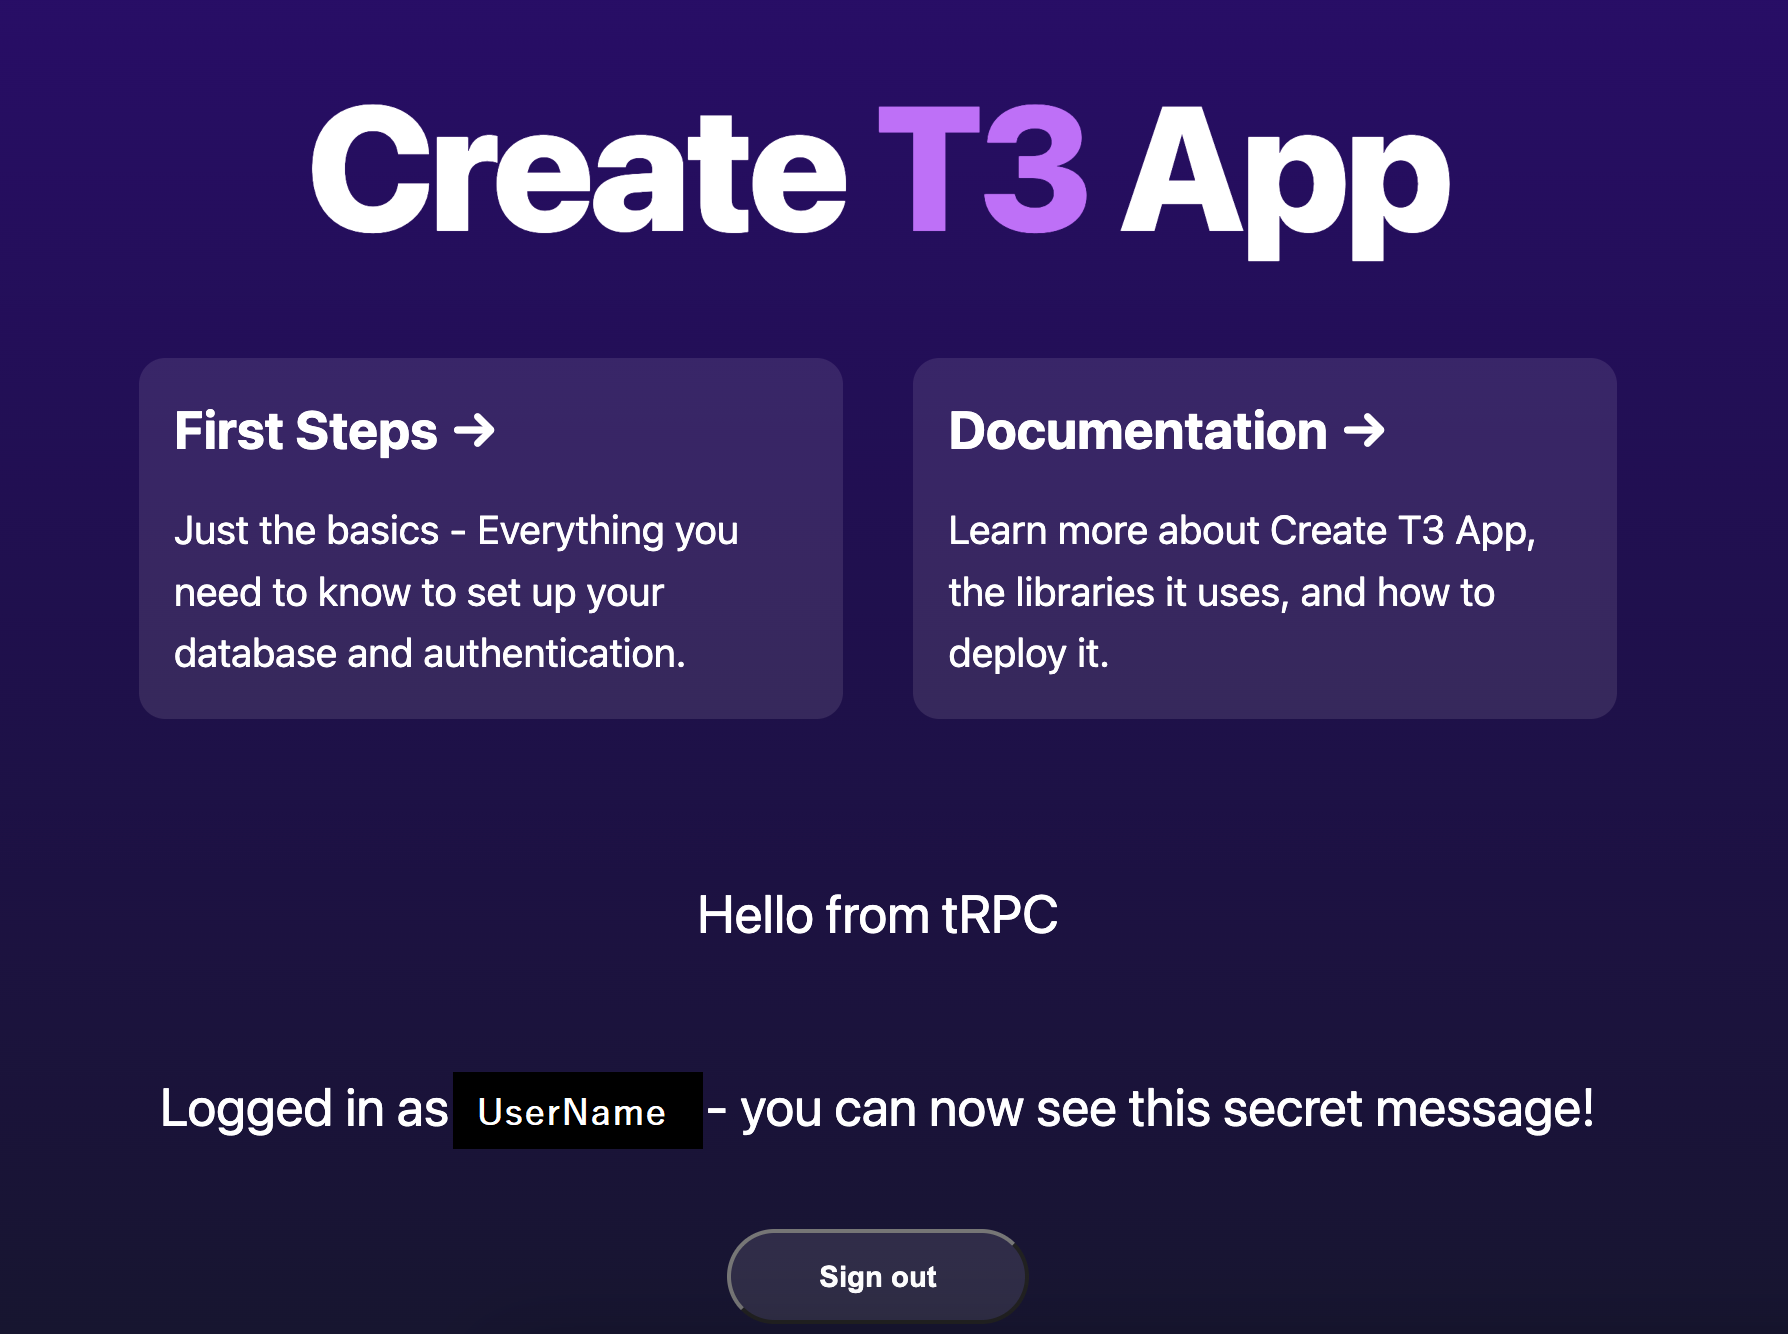 Create T3 App
First Steps →
Just the basics - Everything you
need to know to set up your
database and authentication.
Documentation →
Learn more about Create T3 App,
the libraries it uses, and how to
deploy it.
Hello from tRPC
Logged in as UserName - you can now see this secret message!
Sign out